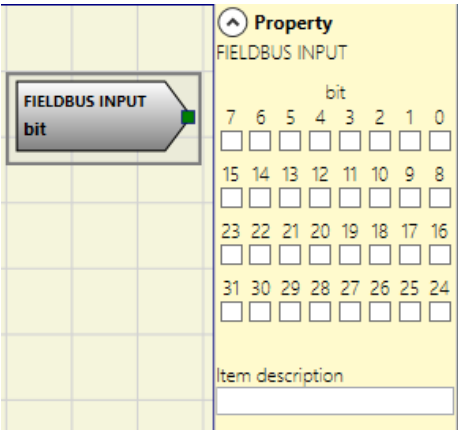 FIELDBUS INPUT
bit
Property
FIELDBUS INPUT
bit
7 6 5 4 3 2 1 0
15 14 13 12 11 10 9 8
23 22 21 20 19 18 17 16
31 30 29 28 27 26 25 24
Item description